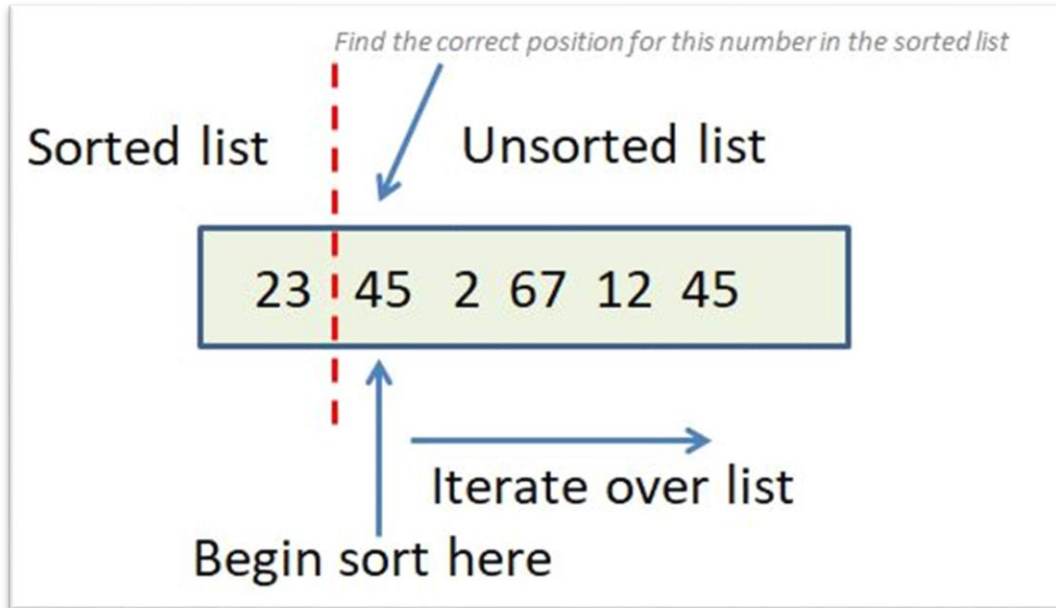 Find the correct position for this number in the sorted list
Sorted list
Unsorted list
23 45 2 67 12 45
Iterate over list
Begin sort here